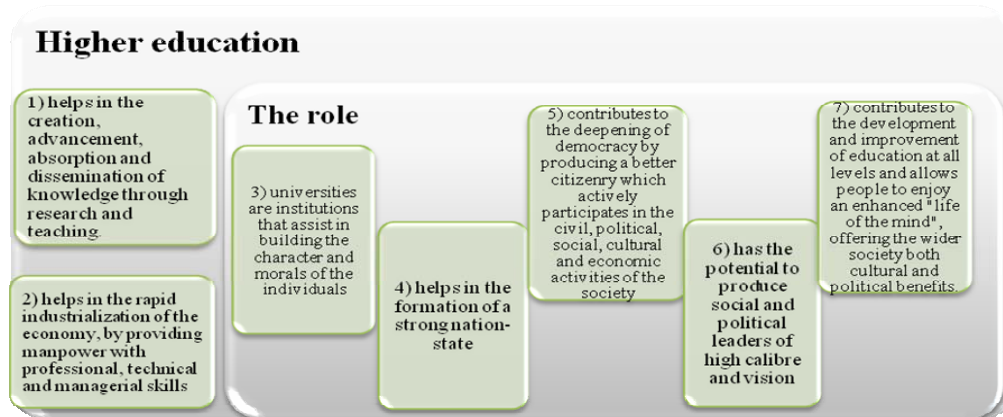 Higher education
1) helps in the
creation,
advancement,
absorption and
dissemination of
knowledge through
research and
teaching.
2) helps in the rapid
industrialization of the
economy, by providing
manpower with
professional, technical
and managerial skills
The role
3) universities
are institutions
that assist in
building the
character and
morals of the
individuals
4) helps in the
formation of a
strong nation-
state
5) contributes to
the deepening of
democracy by
producing a better
citizenry which
actively
participates in the
civil, political,
social, cultural
and economic
activities of the
society
6) has the
potential to
produce
social and
political
leaders of
high calibre
and vision
7) contributes to
the development
and improvement
of education at all
levels and allows
people to enjoy
an enhanced "life
of the mind",
offering the wider
society both
cultural and
political benefits.